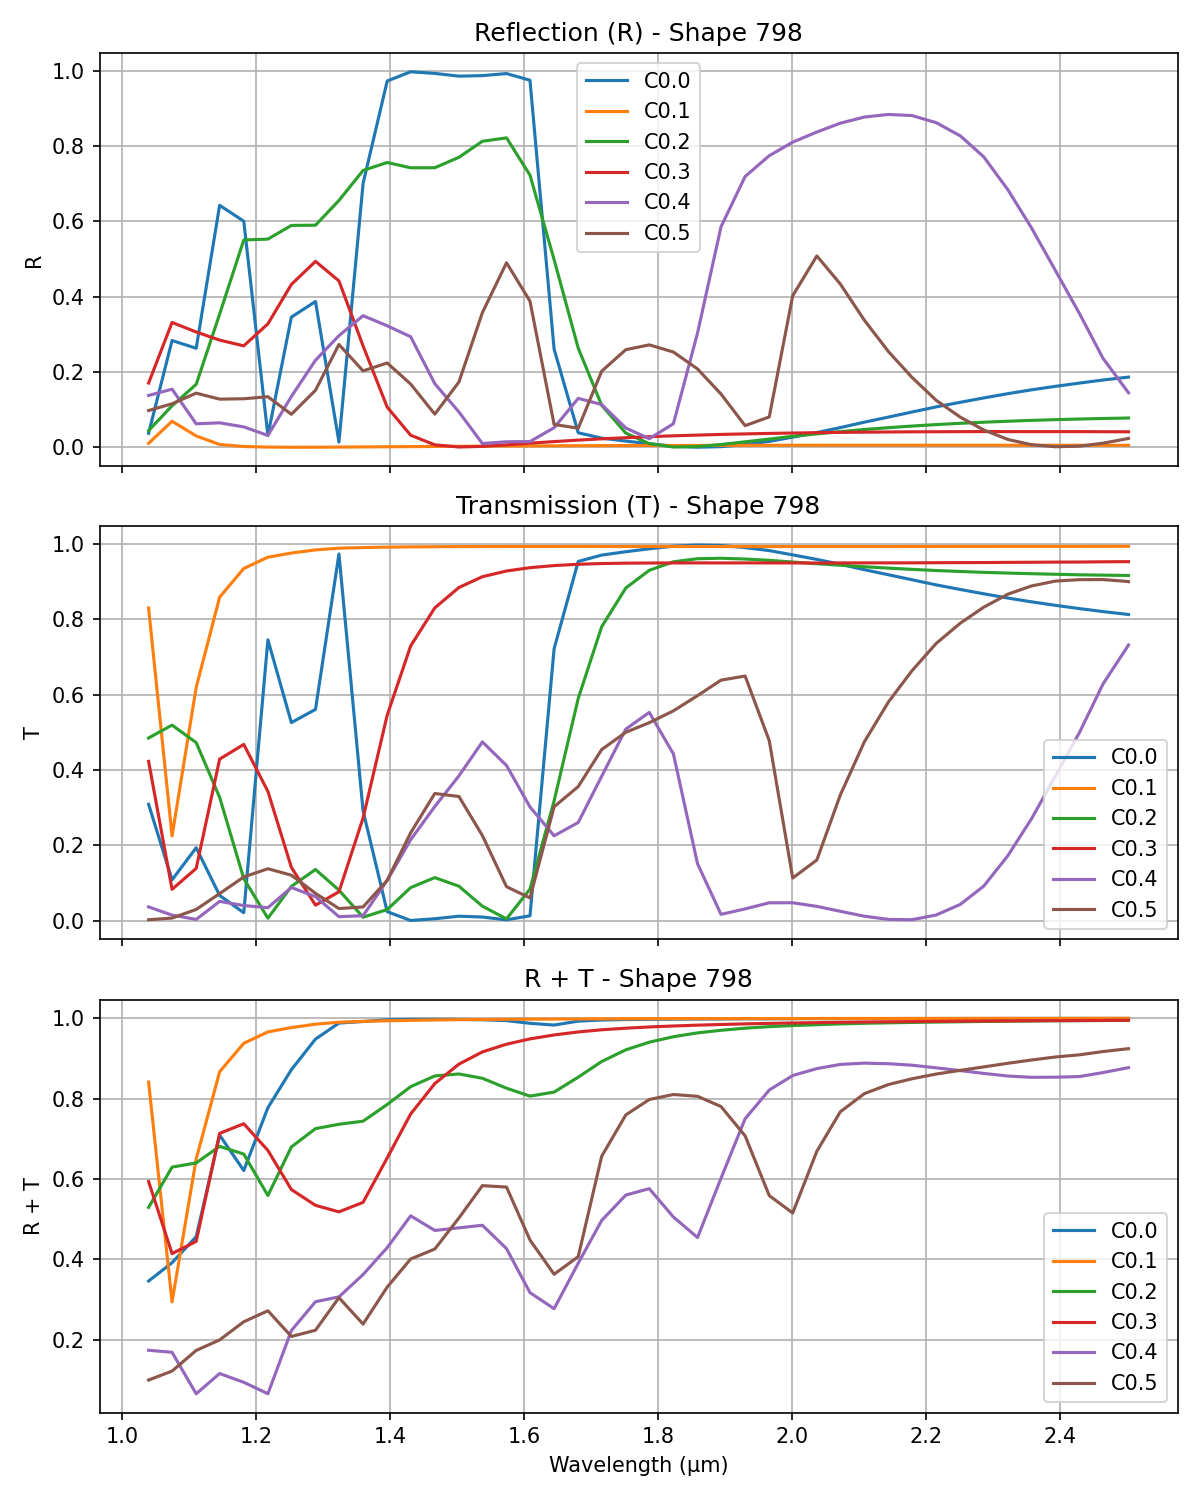 Reflection (R) - Shape 798
1.0
0.8
0.6
0.4
0.2
0.0
R
C0.0
C0.1
C0.2
C0.3
C0.4
C0.5
Transmission (T) - Shape 798
1.0
0.8
0.6
0.4
0.2
0.0
T
C0.0
C0.1
C0.2
C0.3
C0.4
C0.5
R + T - Shape 798
1.0
0.8
0.6
0.4
0.2
R + T
C0.0
C0.1
C0.2
C0.3
C0.4
C0.5
1.0 1.2 1.4 1.6 1.8 2.0 2.2 2.4
Wavelength (μm)